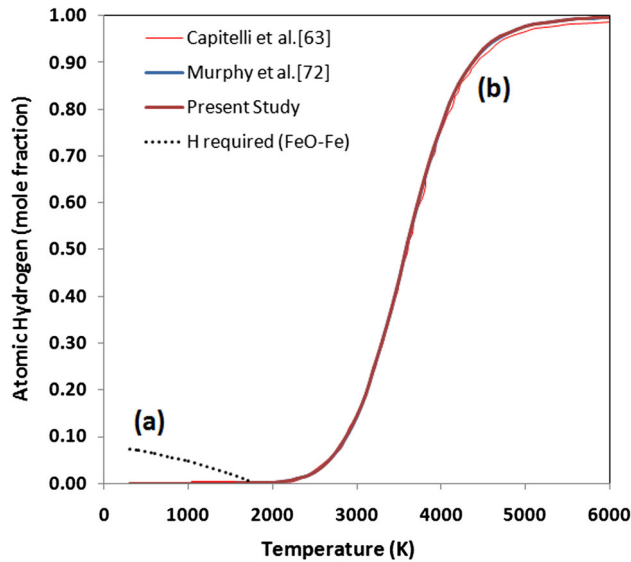 1.00
0.90
0.80
0.70
0.60
0.50
0.40
0.30
0.20
0.10
0.00
Atomic Hydrogen (mole fraction)
Capitelli et al.[63]
Murphy et al.[72]
Present Study
H required (FeO-Fe)
(b)
(a)
0 1000 2000 3000 4000 5000 6000
Temperature (K)